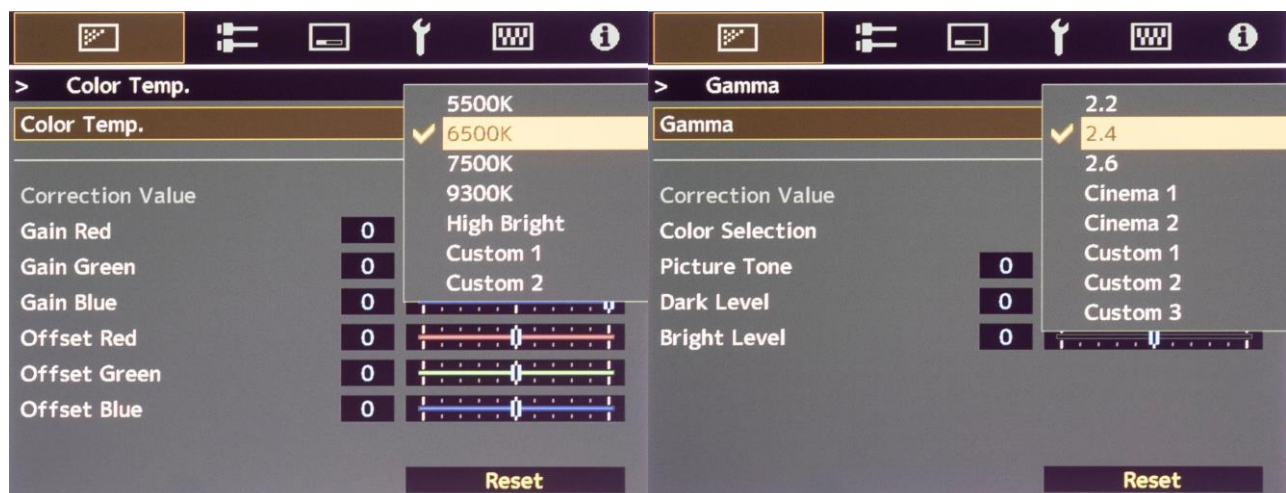 > Color Temp.
Color Temp.
5500K
6500K
7500K
9300K
High Bright
Custom 1
Custom 2
Correction Value
Gain Red 0
Gain Green 0
Gain Blue 0
Offset Red 0
Offset Green 0
Offset Blue 0
Reset
> Gamma
Gamma
2.2
2.4
2.6
Cinema 1
Cinema 2
Custom 1
Custom 2
Custom 3
Correction Value
Color Selection
Picture Tone 0
Dark Level 0
Bright Level 0
Reset